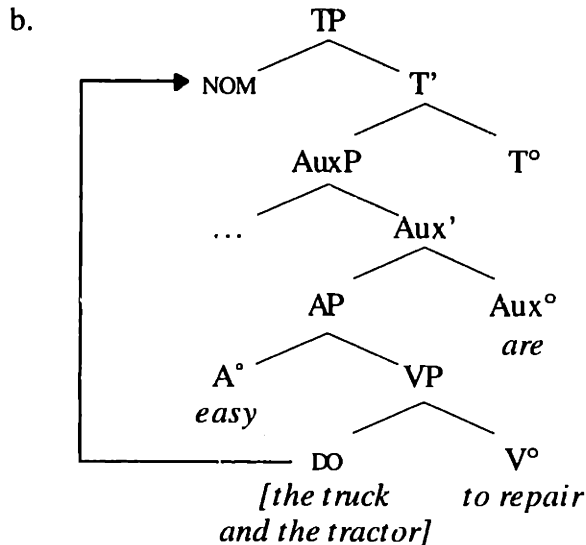 b.
TP
NOM T’
AuxP T°
... Aux’
AP Aux°
are
A° VP
easy
DO V°
[the truck to repair
and the tractor]